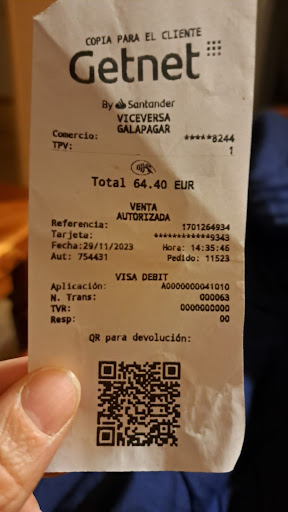 COPIA PARA EL CLIENTE
Getnet
By Santander
VICEVERSA
GALAPAGAR
Comercio: *****8244
TPV: 1
Total 64.40 EUR
VENTA
AUTORIZADA
Referencia: 1701264934
Tarjeta: ************9343
Fecha:29/11/2023 Hora: 14:35:46
Aut: 754431 Pedido: 11523
VISA DEBIT
Aplicación: A0000000041010
N. Trans: 000063
TVR: 0000000000
Resp: 00
QR para devolución: